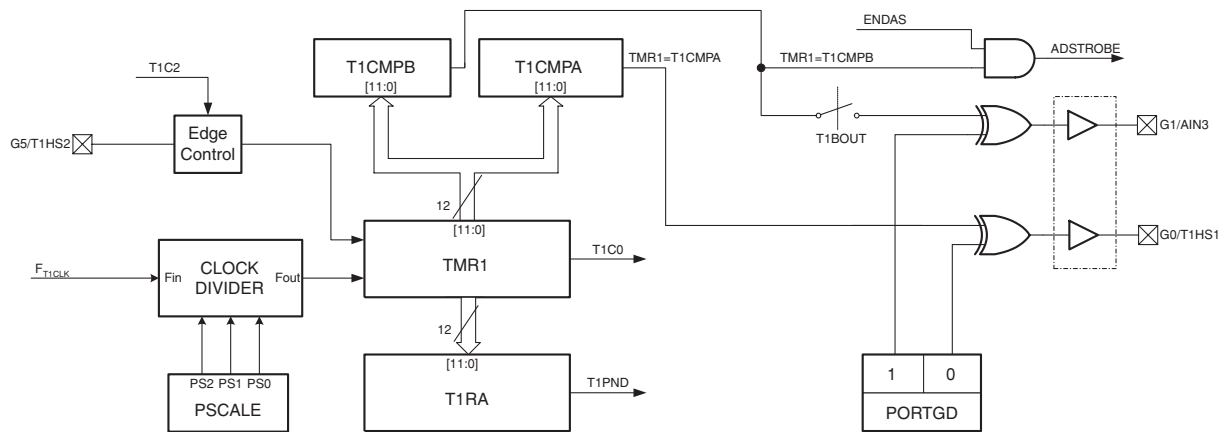 ENDAS
ADSTROBE
T1CMPB
[11:0]
T1CMPA
[11:0]
TMR1=T1CMPA
TMR1=T1CMPB
T1C2
G5/T1HS2
Edge
Control
T1BOUT
G1/AIN3
12
[11:0]
TMR1
T1C0
G0/T1HS1
FT1CLK
Fin
CLOCK
DIVIDER
Fout
12
[11:0]
T1RA
T1PND
PS2 PS1 PS0
PSCALE
1 0
PORTGD